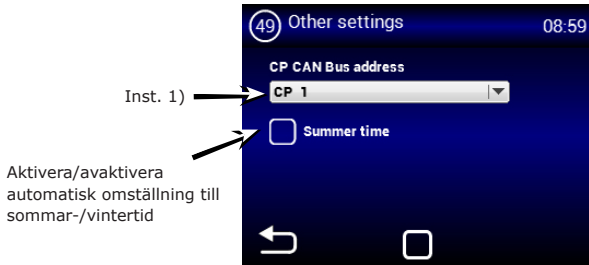 49 Other settings 08:59
CP CAN Bus address
Inst. 1)
CP 1
Summer time
Aktivera/avaktivera
automatisk omställning till
sommar-/vintertid